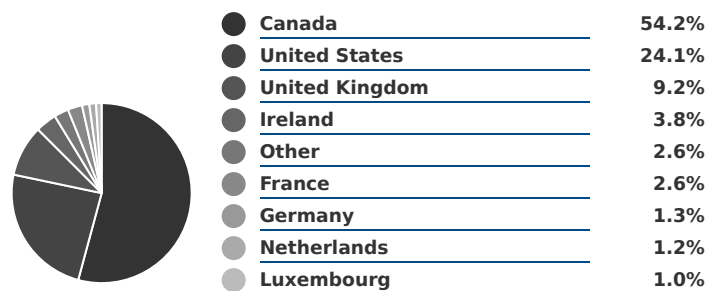 Canada 54.2%
United States 24.1%
United Kingdom 9.2%
Ireland 3.8%
Other 2.6%
France 2.6%
Germany 1.3%
Netherlands 1.2%
Luxembourg 1.0%